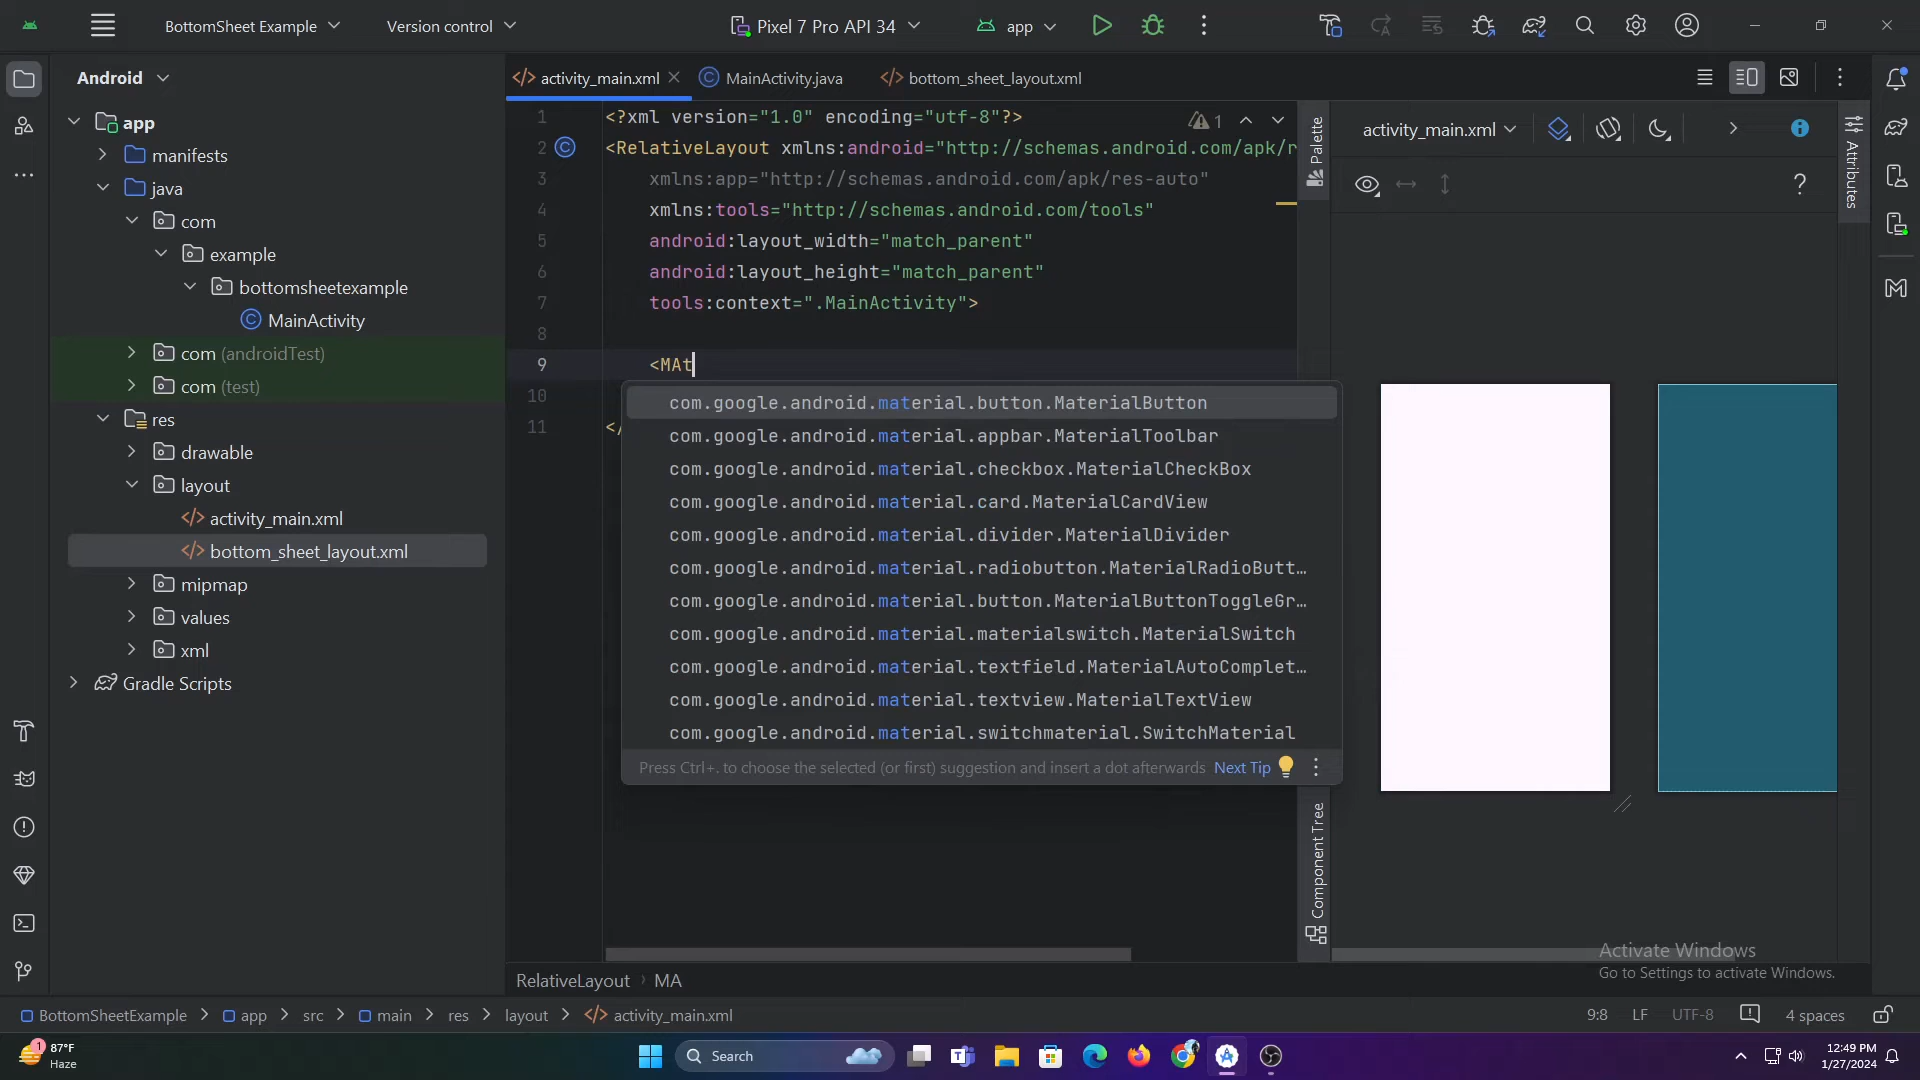 BottomSheet Example
Version control
Pixel 7 Pro API 34
app
Android
activity_main.xml
MainActivity.java
bottom_sheet_layout.xml
app
manifests
java
com
example
bottomsheetexample
MainActivity
com (androidTest)
com (test)
res
drawable
layout
activity_main.xml
bottom_sheet_layout.xml
mipmap
values
xml
Gradle Scripts
1 <?xml version="1.0" encoding="utf-8"?>
2 <RelativeLayout xmlns:android="http://schemas.android.com/apk/r
3 xmlns:app="http://schemas.android.com/apk/res-auto"
4 xmlns:tools="http://schemas.android.com/tools"
5 android:layout_width="match_parent"
6 android:layout_height="match_parent"
7 tools:context=".MainActivity">
8
9 <MAt
10
11 </
1
com.google.android.material.button.MaterialButton
com.google.android.material.appbar.MaterialToolbar
com.google.android.material.checkbox.MaterialCheckBox
com.google.android.material.card.MaterialCardView
com.google.android.material.divider.MaterialDivider
com.google.android.material.radiobutton.MaterialRadioButt…
com.google.android.material.button.MaterialButtonToggleGr…
com.google.android.material.materialswitch.MaterialSwitch
com.google.android.material.textfield.MaterialAutoComplet…
com.google.android.material.textview.MaterialTextView
com.google.android.material.switchmaterial.SwitchMaterial
Press Ctrl+. to choose the selected (or first) suggestion and insert a dot afterwards Next Tip
Palette
activity_main.xml
?
Attributes
Component Tree
Activate Windows
Go to Settings to activate Windows.
RelativeLayout > MA
BottomSheetExample > app > src > main > res > layout > activity_main.xml
9:8 LF UTF-8 4 spaces
1
87°F
Haze
Search
12:49 PM
1/27/2024